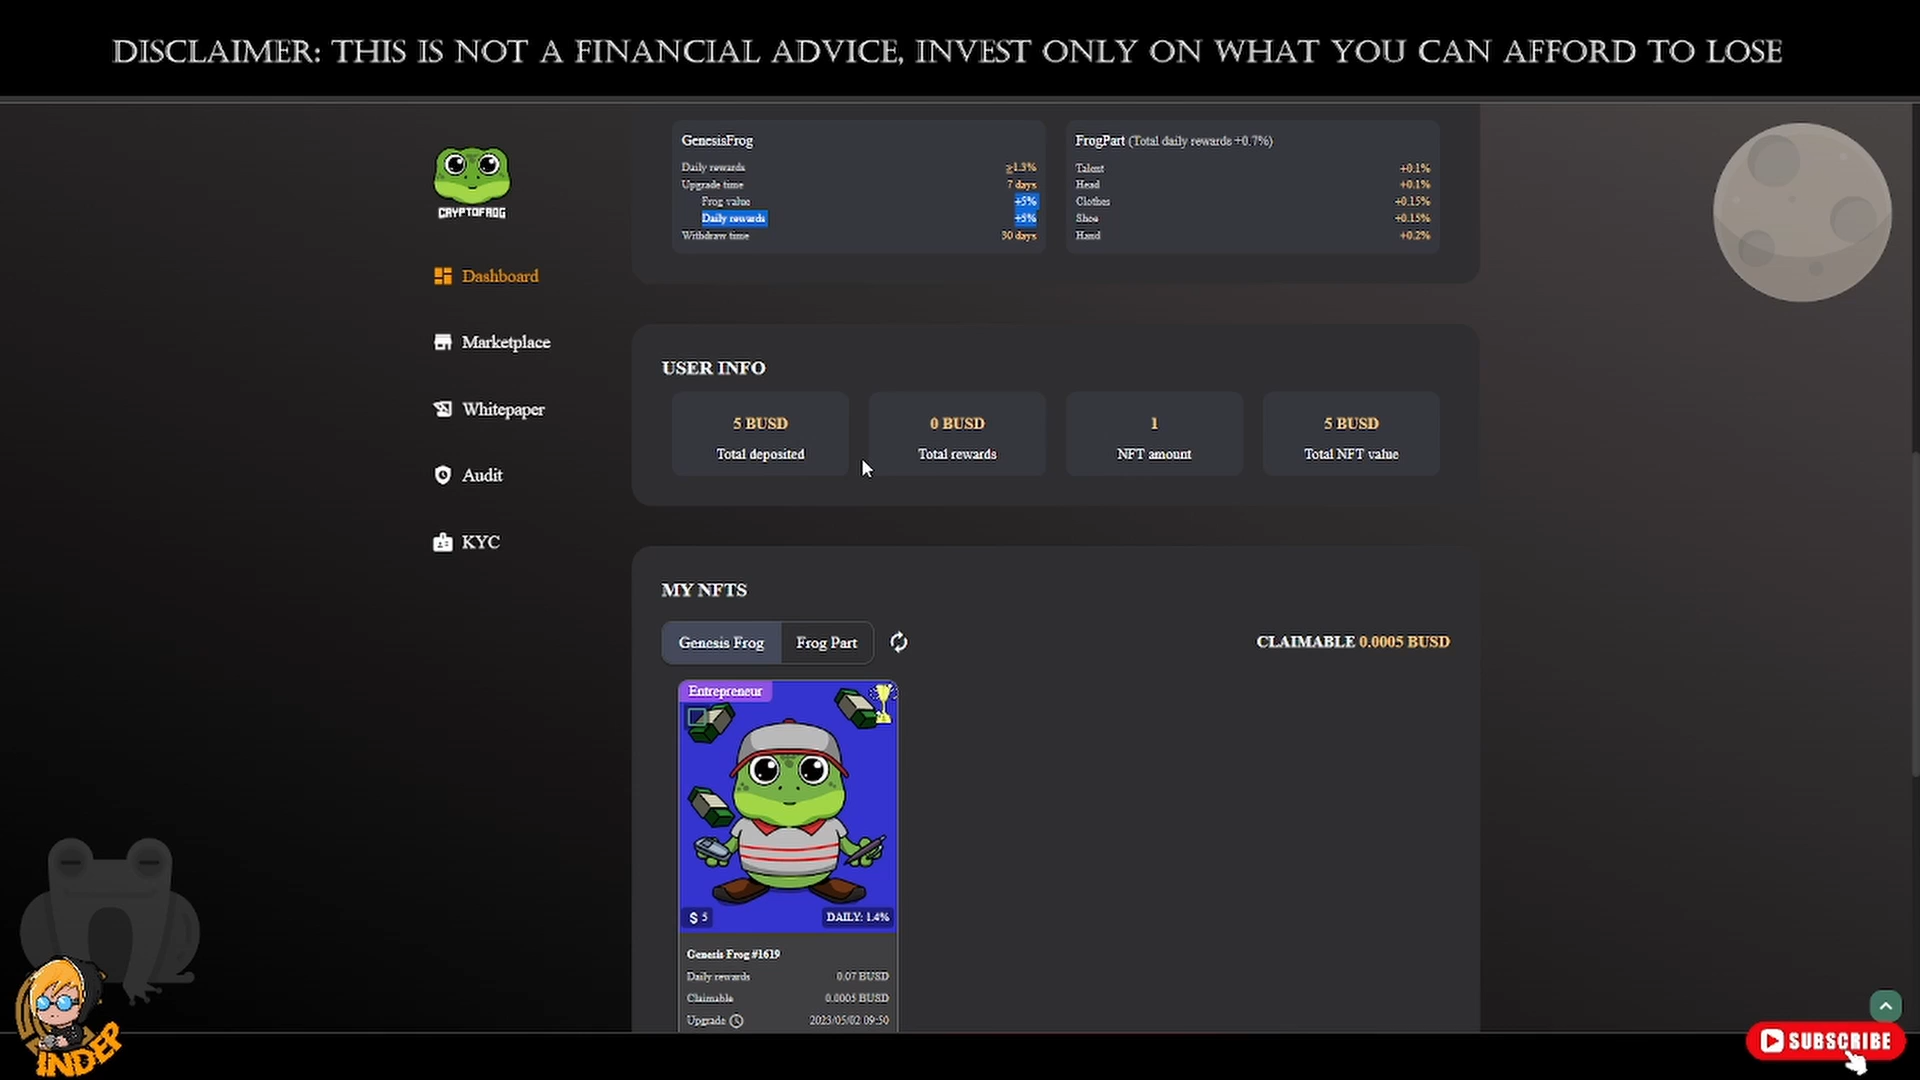 DISCLAIMER: THIS IS NOT A FINANCIAL ADVICE, INVEST ONLY ON WHAT YOU CAN AFFORD TO LOSE
CRYPTOFROG
Dashboard
Marketplace
Whitepaper
Audit
KYC
GenesisFrog
Daily rewards ≥1.3%
Upgrade time 7 days
Frog value +5%
Daily rewards +5%
Withdraw time 30 days
FrogPart (Total daily rewards +0.7%)
Talent +0.1%
Head +0.1%
Clothes +0.15%
Shoe +0.15%
Hand +0.2%
USER INFO
5 BUSD
Total deposited
0 BUSD
Total rewards
1
NFT amount
5 BUSD
Total NFT value
MY NFTS
Genesis Frog Frog Part
CLAIMABLE 0.0005 BUSD
Entrepreneur
$ 5 DAILY: 1.4%
Genesis Frog #1619
Daily rewards 0.07 BUSD
Claimable 0.0005 BUSD
Upgrade 2023/05/02 09:50
INDEP
SUBSCRIBE